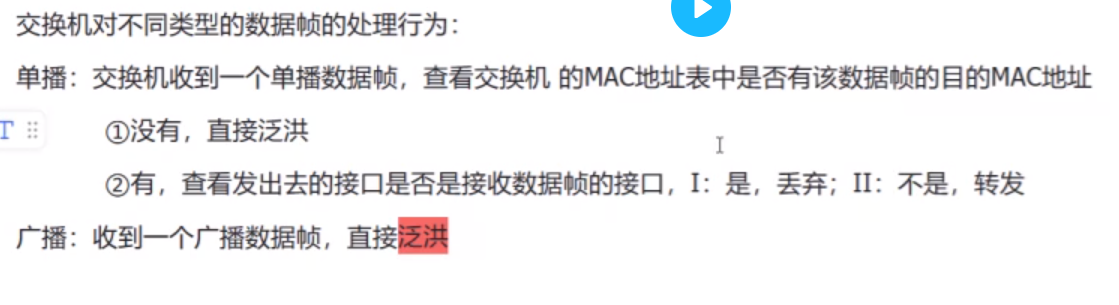 交换机对不同类型的数据帧的处理行为：
单播：交换机收到一个单播数据帧，查看交换机 的MAC地址表中是否有该数据帧的目的MAC地址
T
①没有，直接泛洪
②有，查看发出去的接口是否是接收数据帧的接口，I：是，丢弃；II：不是，转发
广播：收到一个广播数据帧，直接泛洪